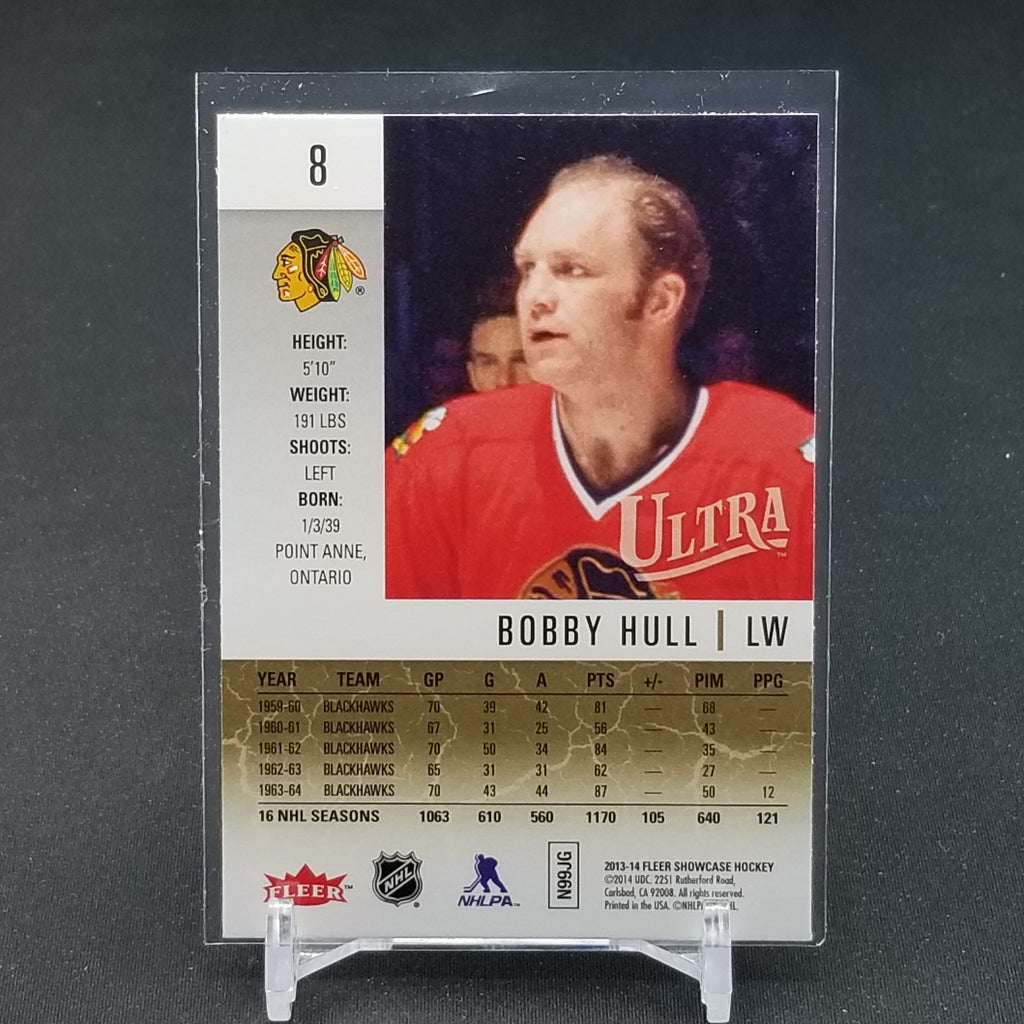 8
®
HEIGHT:
5'10"
WEIGHT:
191 LBS
SHOOTS:
LEFT
BORN:
1/3/39
POINT ANNE,
ONTARIO
ULTRA™
BOBBY HULL | LW
YEAR TEAM GP G A PTS +/- PIM PPG
1959-60 BLACKHAWKS 70 39 42 81 — 68 —
1960-61 BLACKHAWKS 67 31 25 56 — 43 —
1961-62 BLACKHAWKS 70 50 34 84 — 35 —
1962-63 BLACKHAWKS 65 31 31 62 — 27 —
1963-64 BLACKHAWKS 70 43 44 87 — 50 12
16 NHL SEASONS 1063 610 560 1170 105 640 121
FLEER™
NHL ®
NHLPA™
N99JG
2013-14 FLEER SHOWCASE HOCKEY
©2014 UDC. 2251 Rutherford Road,
Carlsbad, CA 92008. All rights reserved.
Printed in the USA.